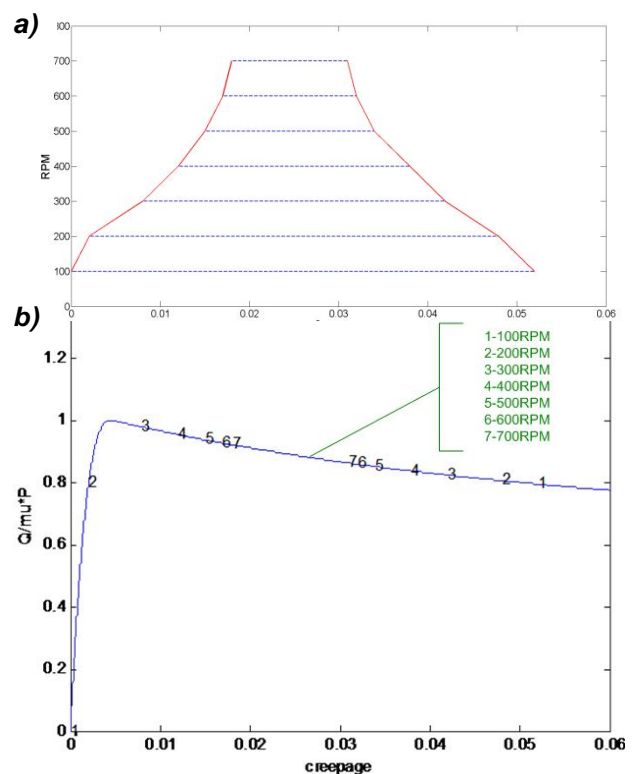 a)
800
700
600
500
400
300
200
100
0
RPM
0 0.01 0.02 0.03 0.04 0.05 0.06
b)
1-100RPM
2-200RPM
3-300RPM
4-400RPM
5-500RPM
6-600RPM
7-700RPM
1.2
1
0.8
0.6
0.4
0.2
0
Q/mu*P
1 2 3 4 5 6 7 7 6 5 4 3 2 1
0 0.01 0.02 0.03 0.04 0.05 0.06
creepage